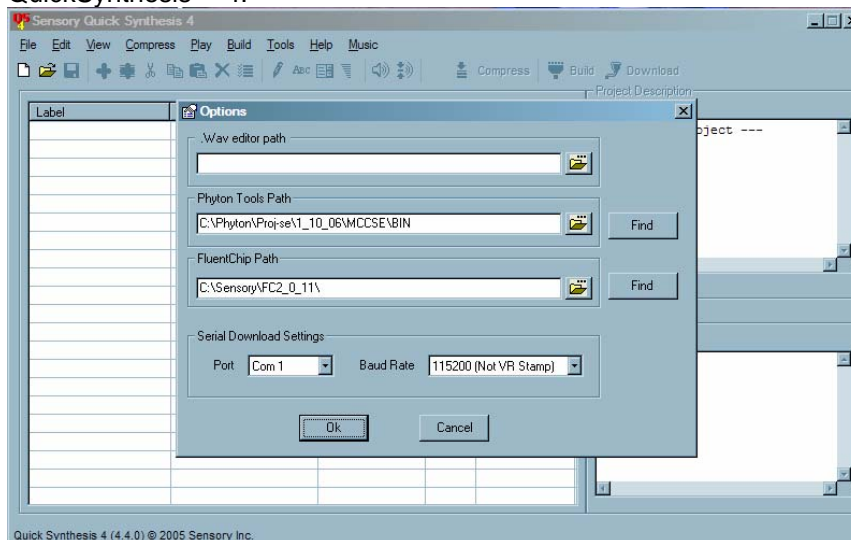 Sensory Quick Synthesis 4
File Edit View Compress Play Build Tools Help Music
Abc Compress Build Download
Project Description
Label
Options
oject ---
.Wav editor path
Phyton Tools Path
C:\Phyton\Proj-se\1_10_06\MCCSE\BIN
Find
FluentChip Path
C:\Sensory\FC2_0_11\
Find
Serial Download Settings
Port Com 1 Baud Rate 115200 (Not VR Stamp)
Ok Cancel
Quick Synthesis 4 (4.4.0) © 2005 Sensory Inc.